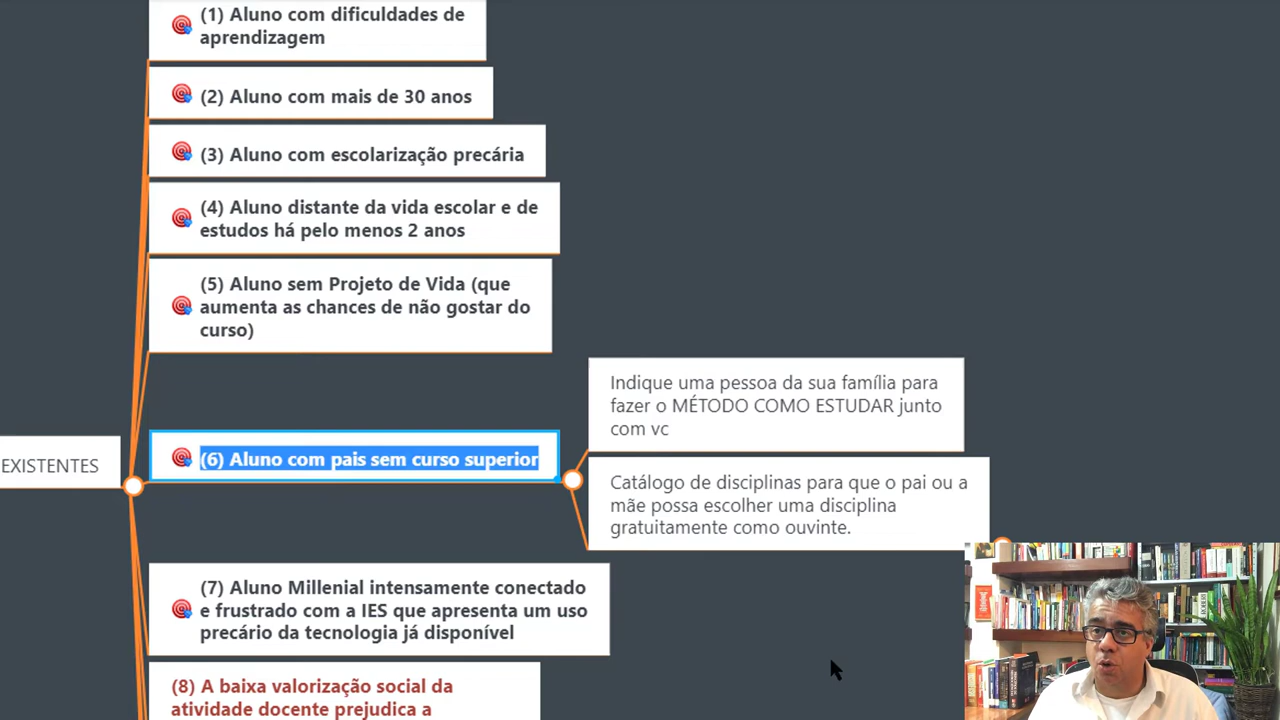 (1) Aluno com dificuldades de
aprendizagem
(2) Aluno com mais de 30 anos
(3) Aluno com escolarização precária
(4) Aluno distante da vida escolar e de
estudos há pelo menos 2 anos
(5) Aluno sem Projeto de Vida (que
aumenta as chances de não gostar do
curso)
EXISTENTES
(6) Aluno com pais sem curso superior
Indique uma pessoa da sua família para
fazer o MÉTODO COMO ESTUDAR junto
com vc
Catálogo de disciplinas para que o pai ou a
mãe possa escolher uma disciplina
gratuitamente como ouvinte.
(7) Aluno Millenial intensamente conectado
e frustrado com a IES que apresenta um uso
precário da tecnologia já disponível
(8) A baixa valorização social da
atividade docente prejudica a